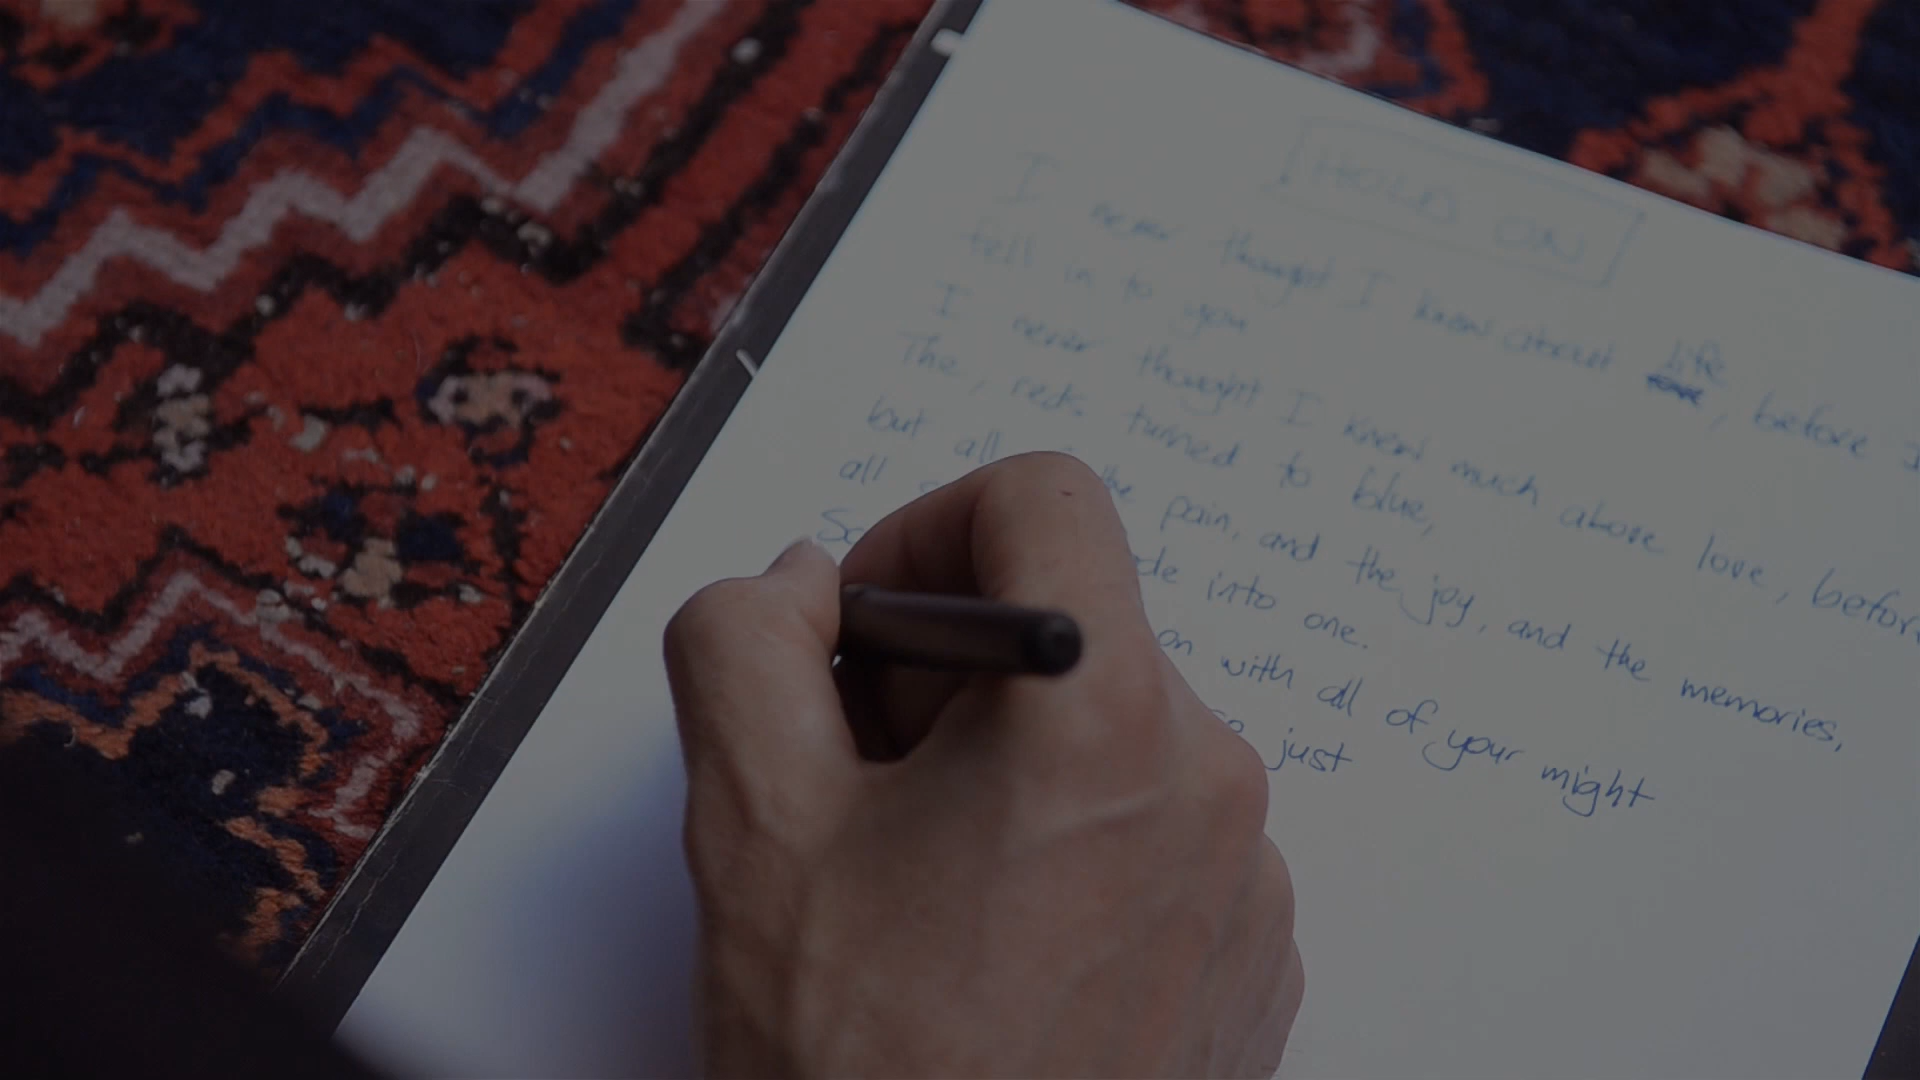 HOLD ON
I never thought I knew about life, before I
fell in to you
I never thought I knew much above love, before
The, reds turned to blue,
but all the pain, and the joy, and the memories,
all into one.
So on with all of your might
just